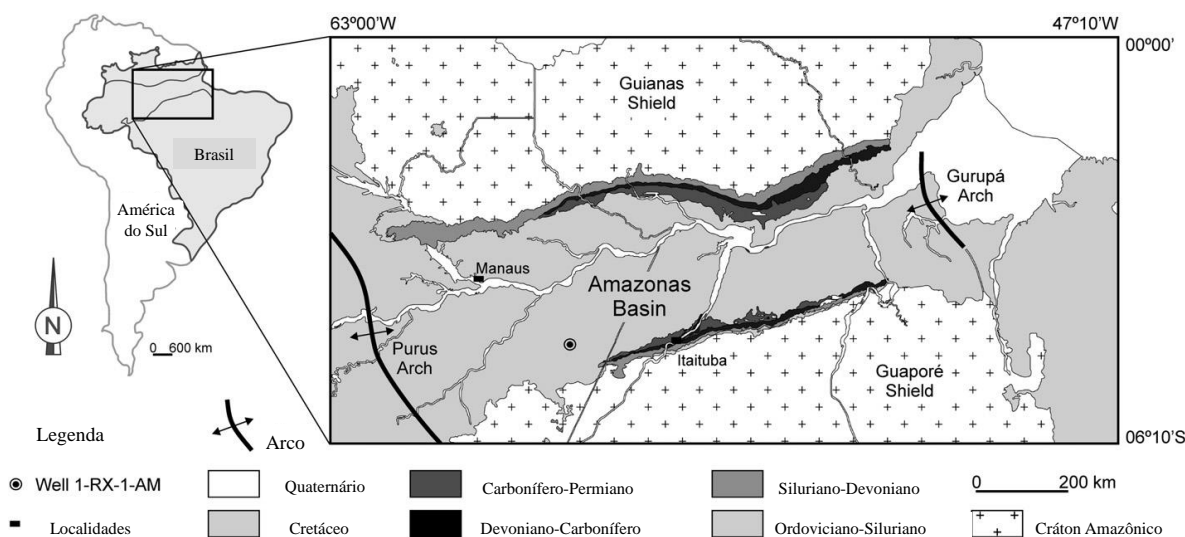 63º00'W
47º10'W
00º00'
Guianas
Shield
Brasil
Gurupá
Arch
América
do Sul
Manaus
Amazonas
Basin
N
0 600 km
Purus
Arch
Itaituba
Guaporé
Shield
06º10'S
Legenda
Arco
Well 1-RX-1-AM
Quaternário
Carbonífero-Permiano
Siluriano-Devoniano
0 200 km
Localidades
Cretáceo
Devoniano-Carbonífero
Ordoviciano-Siluriano
Cráton Amazônico